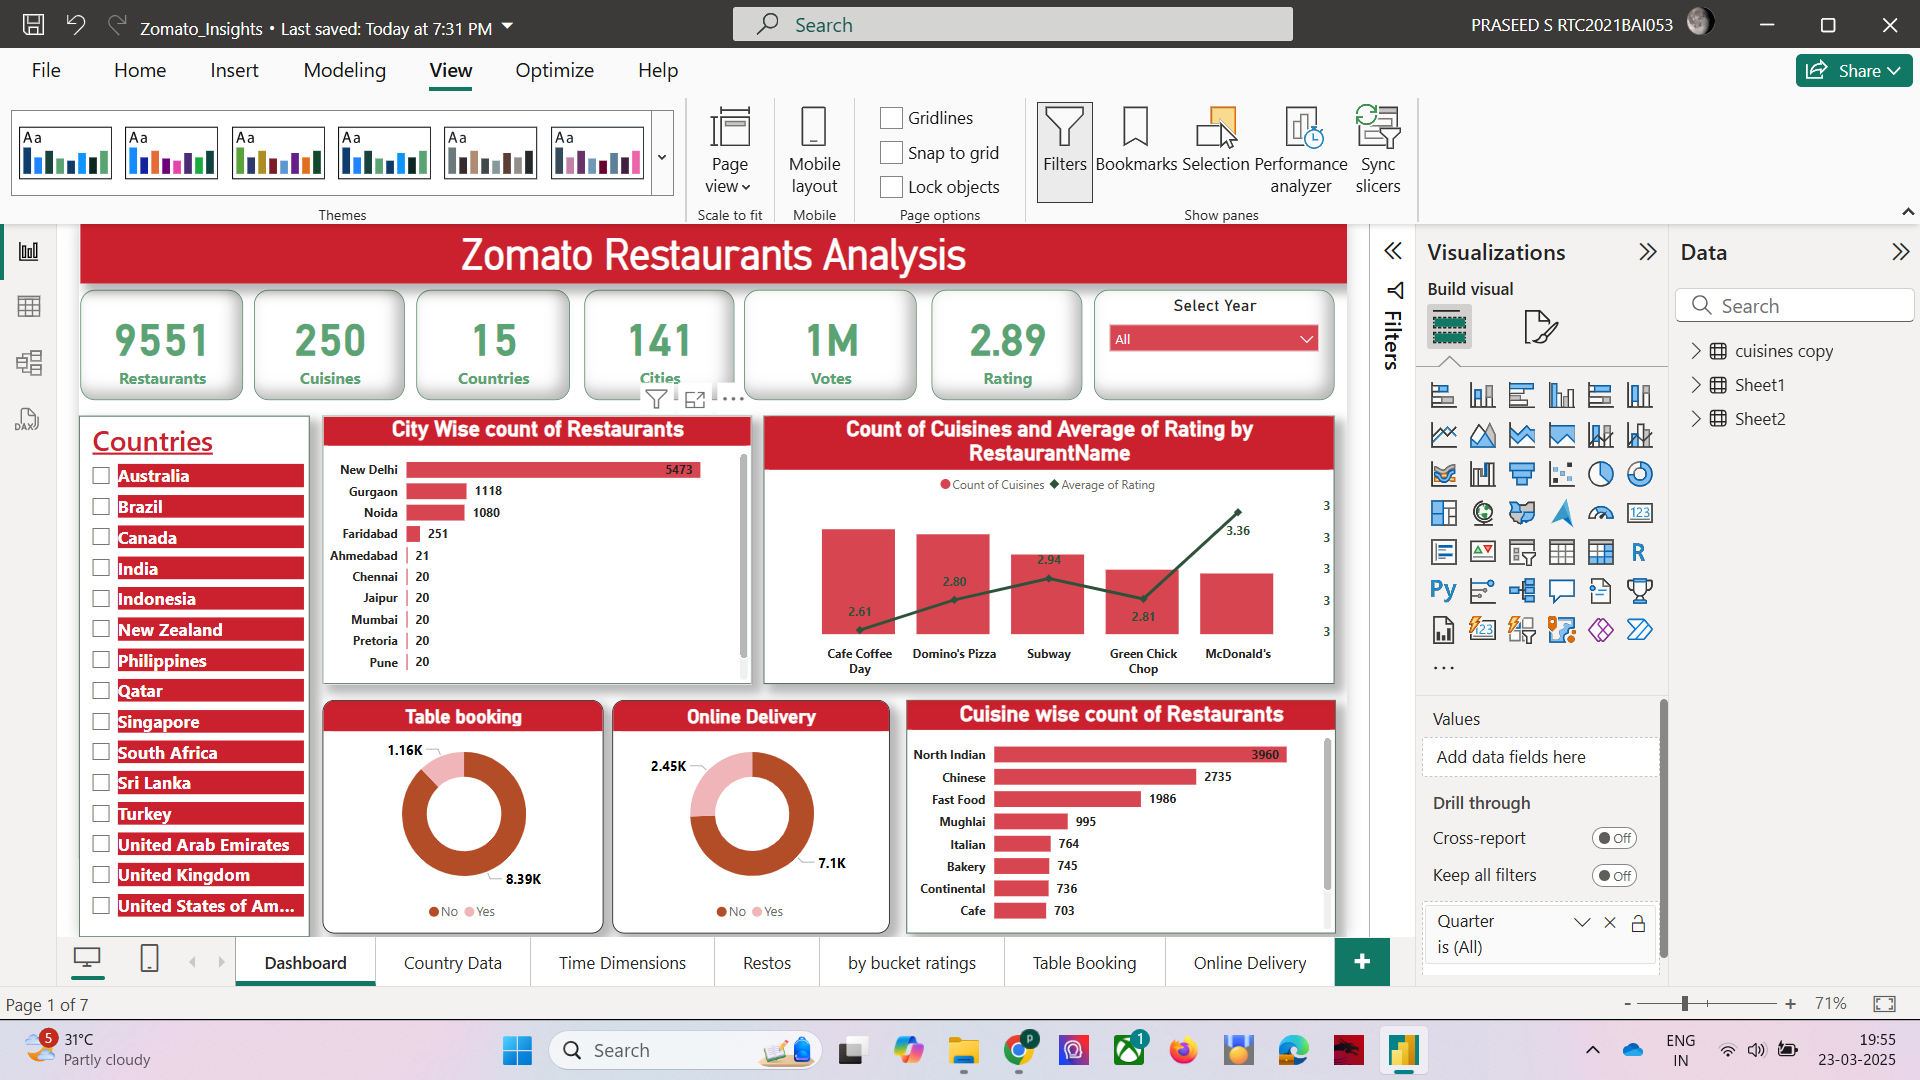 Zomato_Insights • Last saved: Today at 7:31 PM
Search
PRASEED S RTC2021BAI053
File
Home
Insert
Modeling
View
Optimize
Help
Share
Aa
Aa
Aa
Aa
Aa
Aa
Themes
Page view
Scale to fit
Mobile layout
Mobile
Gridlines
Snap to grid
Lock objects
Page options
Filters
Bookmarks
Selection
Performance analyzer
Sync slicers
Show panes
Zomato Restaurants Analysis
9551
Restaurants
250
Cuisines
15
Countries
141
Cities
1M
Votes
2.89
Rating
Select Year
All
Countries
Australia
Brazil
Canada
India
Indonesia
New Zealand
Philippines
Qatar
Singapore
South Africa
Sri Lanka
Turkey
United Arab Emirates
United Kingdom
United States of Am...
City Wise count of Restaurants
New Delhi 5473
Gurgaon 1118
Noida 1080
Faridabad 251
Ahmedabad 21
Chennai 20
Jaipur 20
Mumbai 20
Pretoria 20
Pune 20
Count of Cuisines and Average of Rating by
RestaurantName
Count of Cuisines Average of Rating
3
3
3
3
3
2.61
2.80
2.94
2.81
3.36
Cafe Coffee Day
Domino's Pizza
Subway
Green Chick Chop
McDonald's
Table booking
1.16K
8.39K
No Yes
Online Delivery
2.45K
7.1K
No Yes
Cuisine wise count of Restaurants
North Indian 3960
Chinese 2735
Fast Food 1986
Mughlai 995
Italian 764
Bakery 745
Continental 736
Cafe 703
Filters
Visualizations
Build visual
123
R
Py
123
...
Values
Add data fields here
Drill through
Cross-report Off
Keep all filters Off
Quarter
is (All)
Data
Search
cuisines copy
Sheet1
Sheet2
DAX
Dashboard
Country Data
Time Dimensions
Restos
by bucket ratings
Table Booking
Online Delivery
+
Page 1 of 7
- + 71%
5
31°C
Partly cloudy
Search
p
1
ENG
IN
19:55
23-03-2025